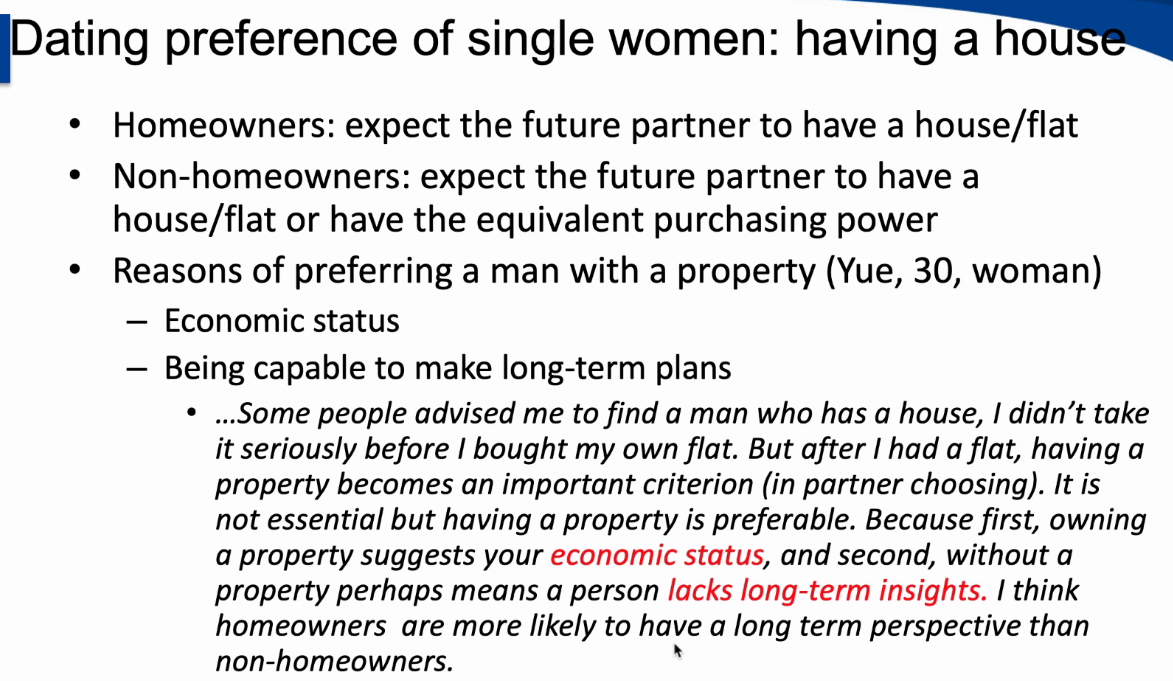 Dating preference of single women: having a house
• Homeowners: expect the future partner to have a house/flat
• Non-homeowners: expect the future partner to have a
house/flat or have the equivalent purchasing power
• Reasons of preferring a man with a property (Yue, 30, woman)
– Economic status
– Being capable to make long-term plans
• …Some people advised me to find a man who has a house, I didn’t take
it seriously before I bought my own flat. But after I had a flat, having a
property becomes an important criterion (in partner choosing). It is
not essential but having a property is preferable. Because first, owning
a property suggests your economic status, and second, without a
property perhaps means a person lacks long-term insights. I think
homeowners are more likely to have a long term perspective than
non-homeowners.